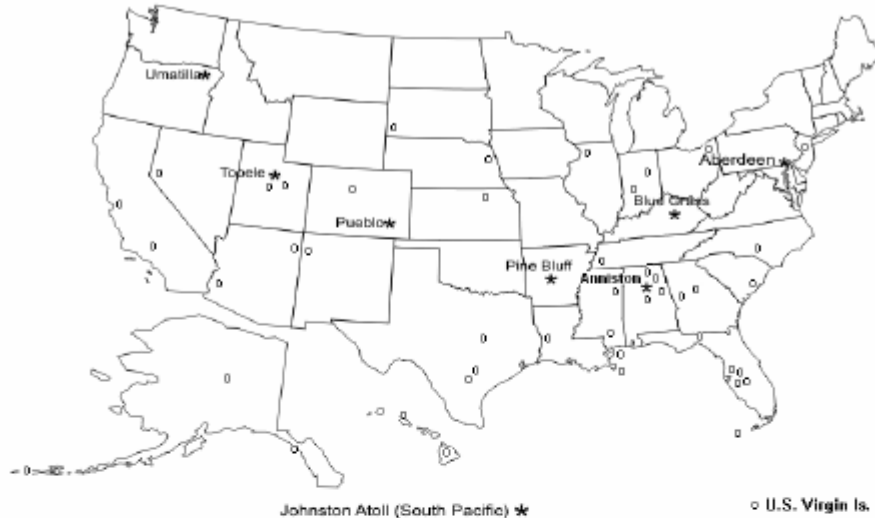 Umatilla
Aberdeen
Tooele
Blue Grass
Pueblo
Pine Bluff
Anniston
Johnston Atoll (South Pacific)
U.S. Virgin Is.